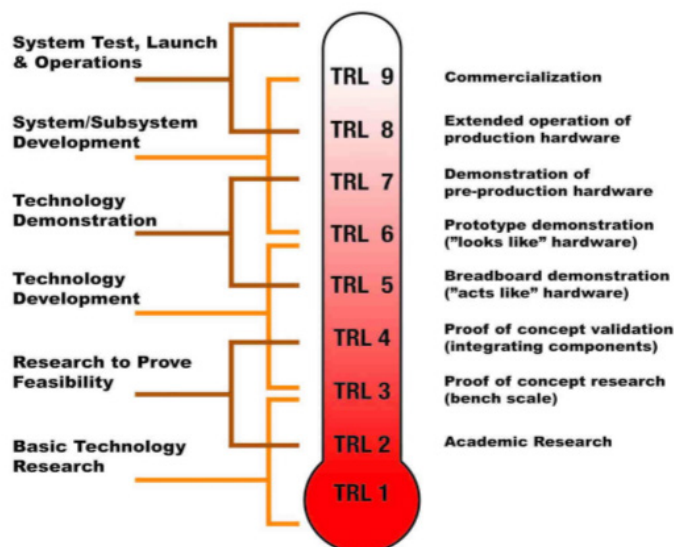 System Test, Launch
& Operations
System/Subsystem
Development
Technology
Demonstration
Technology
Development
Research to Prove
Feasibility
Basic Technology
Research
TRL 9
TRL 8
TRL 7
TRL 6
TRL 5
TRL 4
TRL 3
TRL 2
TRL 1
Commercialization
Extended operation of
production hardware
Demonstration of
pre-production hardware
Prototype demonstration
("looks like" hardware)
Breadboard demonstration
("acts like" hardware)
Proof of concept validation
(integrating components)
Proof of concept research
(bench scale)
Academic Research